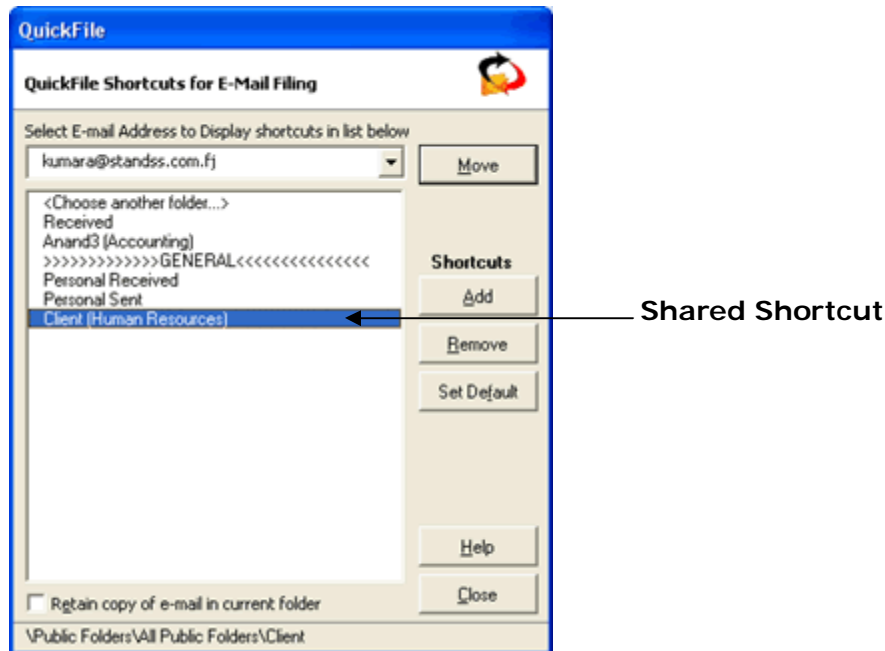 QuickFile
QuickFile Shortcuts for E-Mail Filing
Select E-mail Address to Display shortcuts in list below
kumara@standss.com.fj
Move
<Choose another folder...>
Received
Anand3 (Accounting)
>>>>>>>>>>>>>GENERAL<<<<<<<<<<<<<<<
Personal Received
Personal Sent
Client (Human Resources)
Shortcuts
Add
Remove
Set Default
Shared Shortcut
Help
Close
Retain copy of e-mail in current folder
\Public Folders\All Public Folders\Client